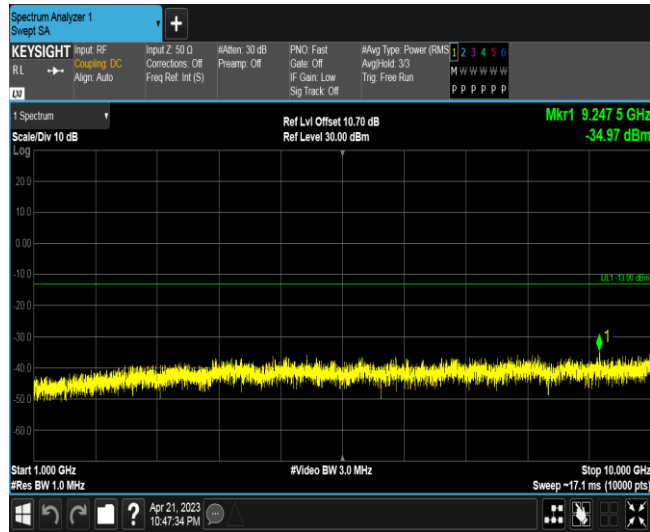 Spectrum Analyzer 1
Swept SA
+
KEYSIGHT
RL
LXI
Input: RF
Coupling: DC
Align: Auto
Input Z: 50 Ω
Corrections: Off
Freq Ref: Int (S)
#Atten: 30 dB
Preamp: Off
PNO: Fast
Gate: Off
IF Gain: Low
Sig Track: Off
#Avg Type: Power (RMS
Avg|Hold: 3/3
Trig: Free Run
1 2 3 4 5 6
M W W W W W
P P P P P P
1 Spectrum
Scale/Div 10 dB
Log
Ref Lvl Offset 10.70 dB
Ref Level 30.00 dBm
Mkr1 9.247 5 GHz
-34.97 dBm
20.0
10.0
0.00
-10.0
DL1 -13.00 dBm
-20.0
-30.0
1
-40.0
-50.0
-60.0
Start 1.000 GHz
#Res BW 1.0 MHz
#Video BW 3.0 MHz
Stop 10.000 GHz
Sweep ~17.1 ms (10000 pts)
?
Apr 21, 2023
10:47:34 PM